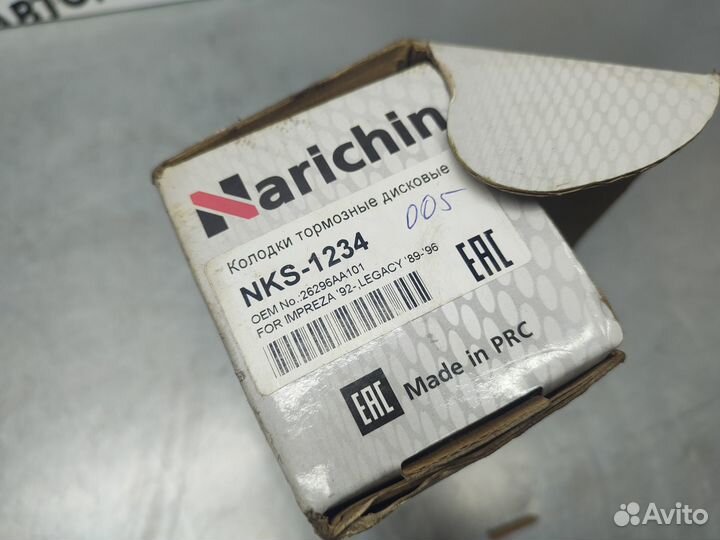 Narichin
Колодки тормозные дисковые
NKS-1234
005
OEM No.:26296AA101
FOR IMPREZA '92-,LEGACY '89-'96
EAC
EAC
Made in PRC
Avito